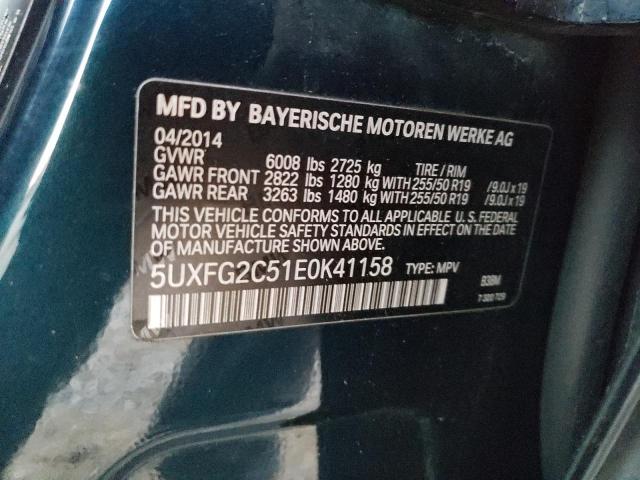 MFD BY BAYERISCHE MOTOREN WERKE AG
04/2014
GVWR 6008 lbs 2725 kg TIRE / RIM
GAWR FRONT 2822 lbs 1280 kg WITH 255/50 R19 /9.0J x 19
GAWR REAR 3263 lbs 1480 kg WITH 255/50 R19 /9.0J x 19
THIS VEHICLE CONFORMS TO ALL APPLICABLE U.S. FEDERAL
MOTOR VEHICLE SAFETY STANDARDS IN EFFECT ON THE DATE
OF MANUFACTURE SHOWN ABOVE.
5UXFG2C51E0K41158 TYPE: MPV B38M